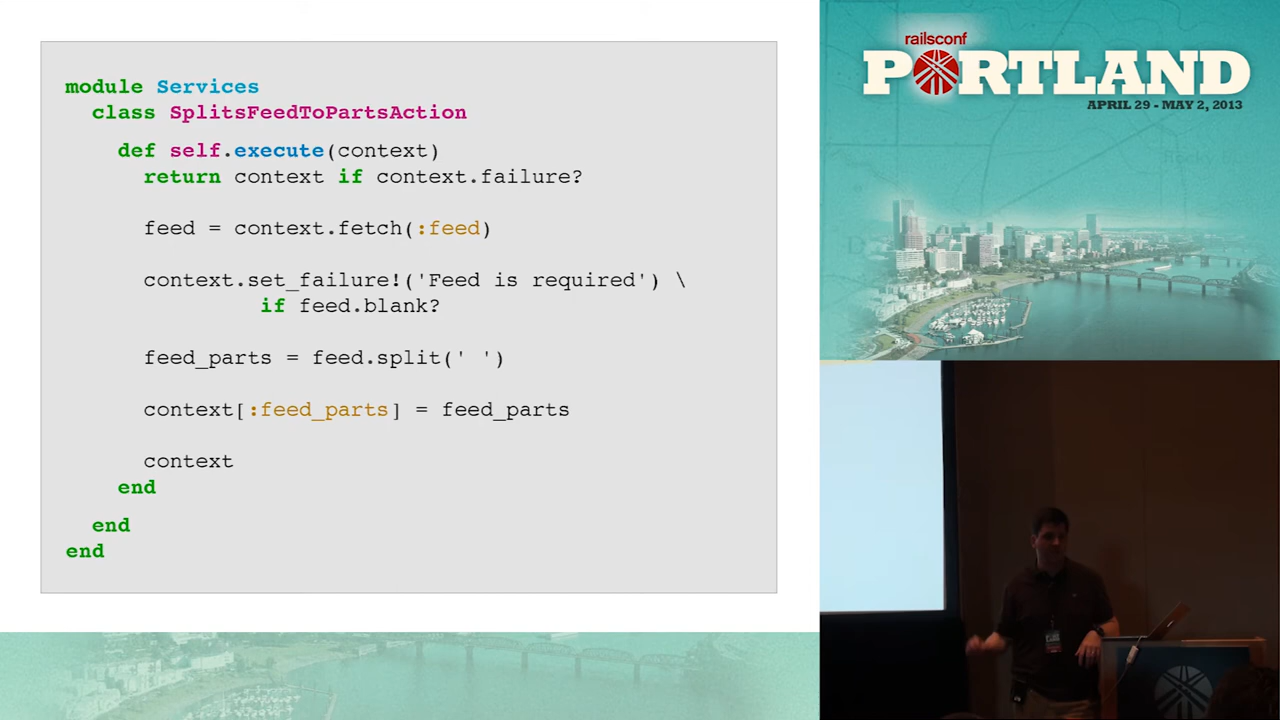 module Services
class SplitsFeedToPartsAction
def self.execute(context)
return context if context.failure?
feed = context.fetch(:feed)
context.set_failure!('Feed is required') \
if feed.blank?
feed_parts = feed.split(' ')
context[:feed_parts] = feed_parts
context
end
end
end
railsconf
PORTLAND
APRIL 29 - MAY 2, 2013